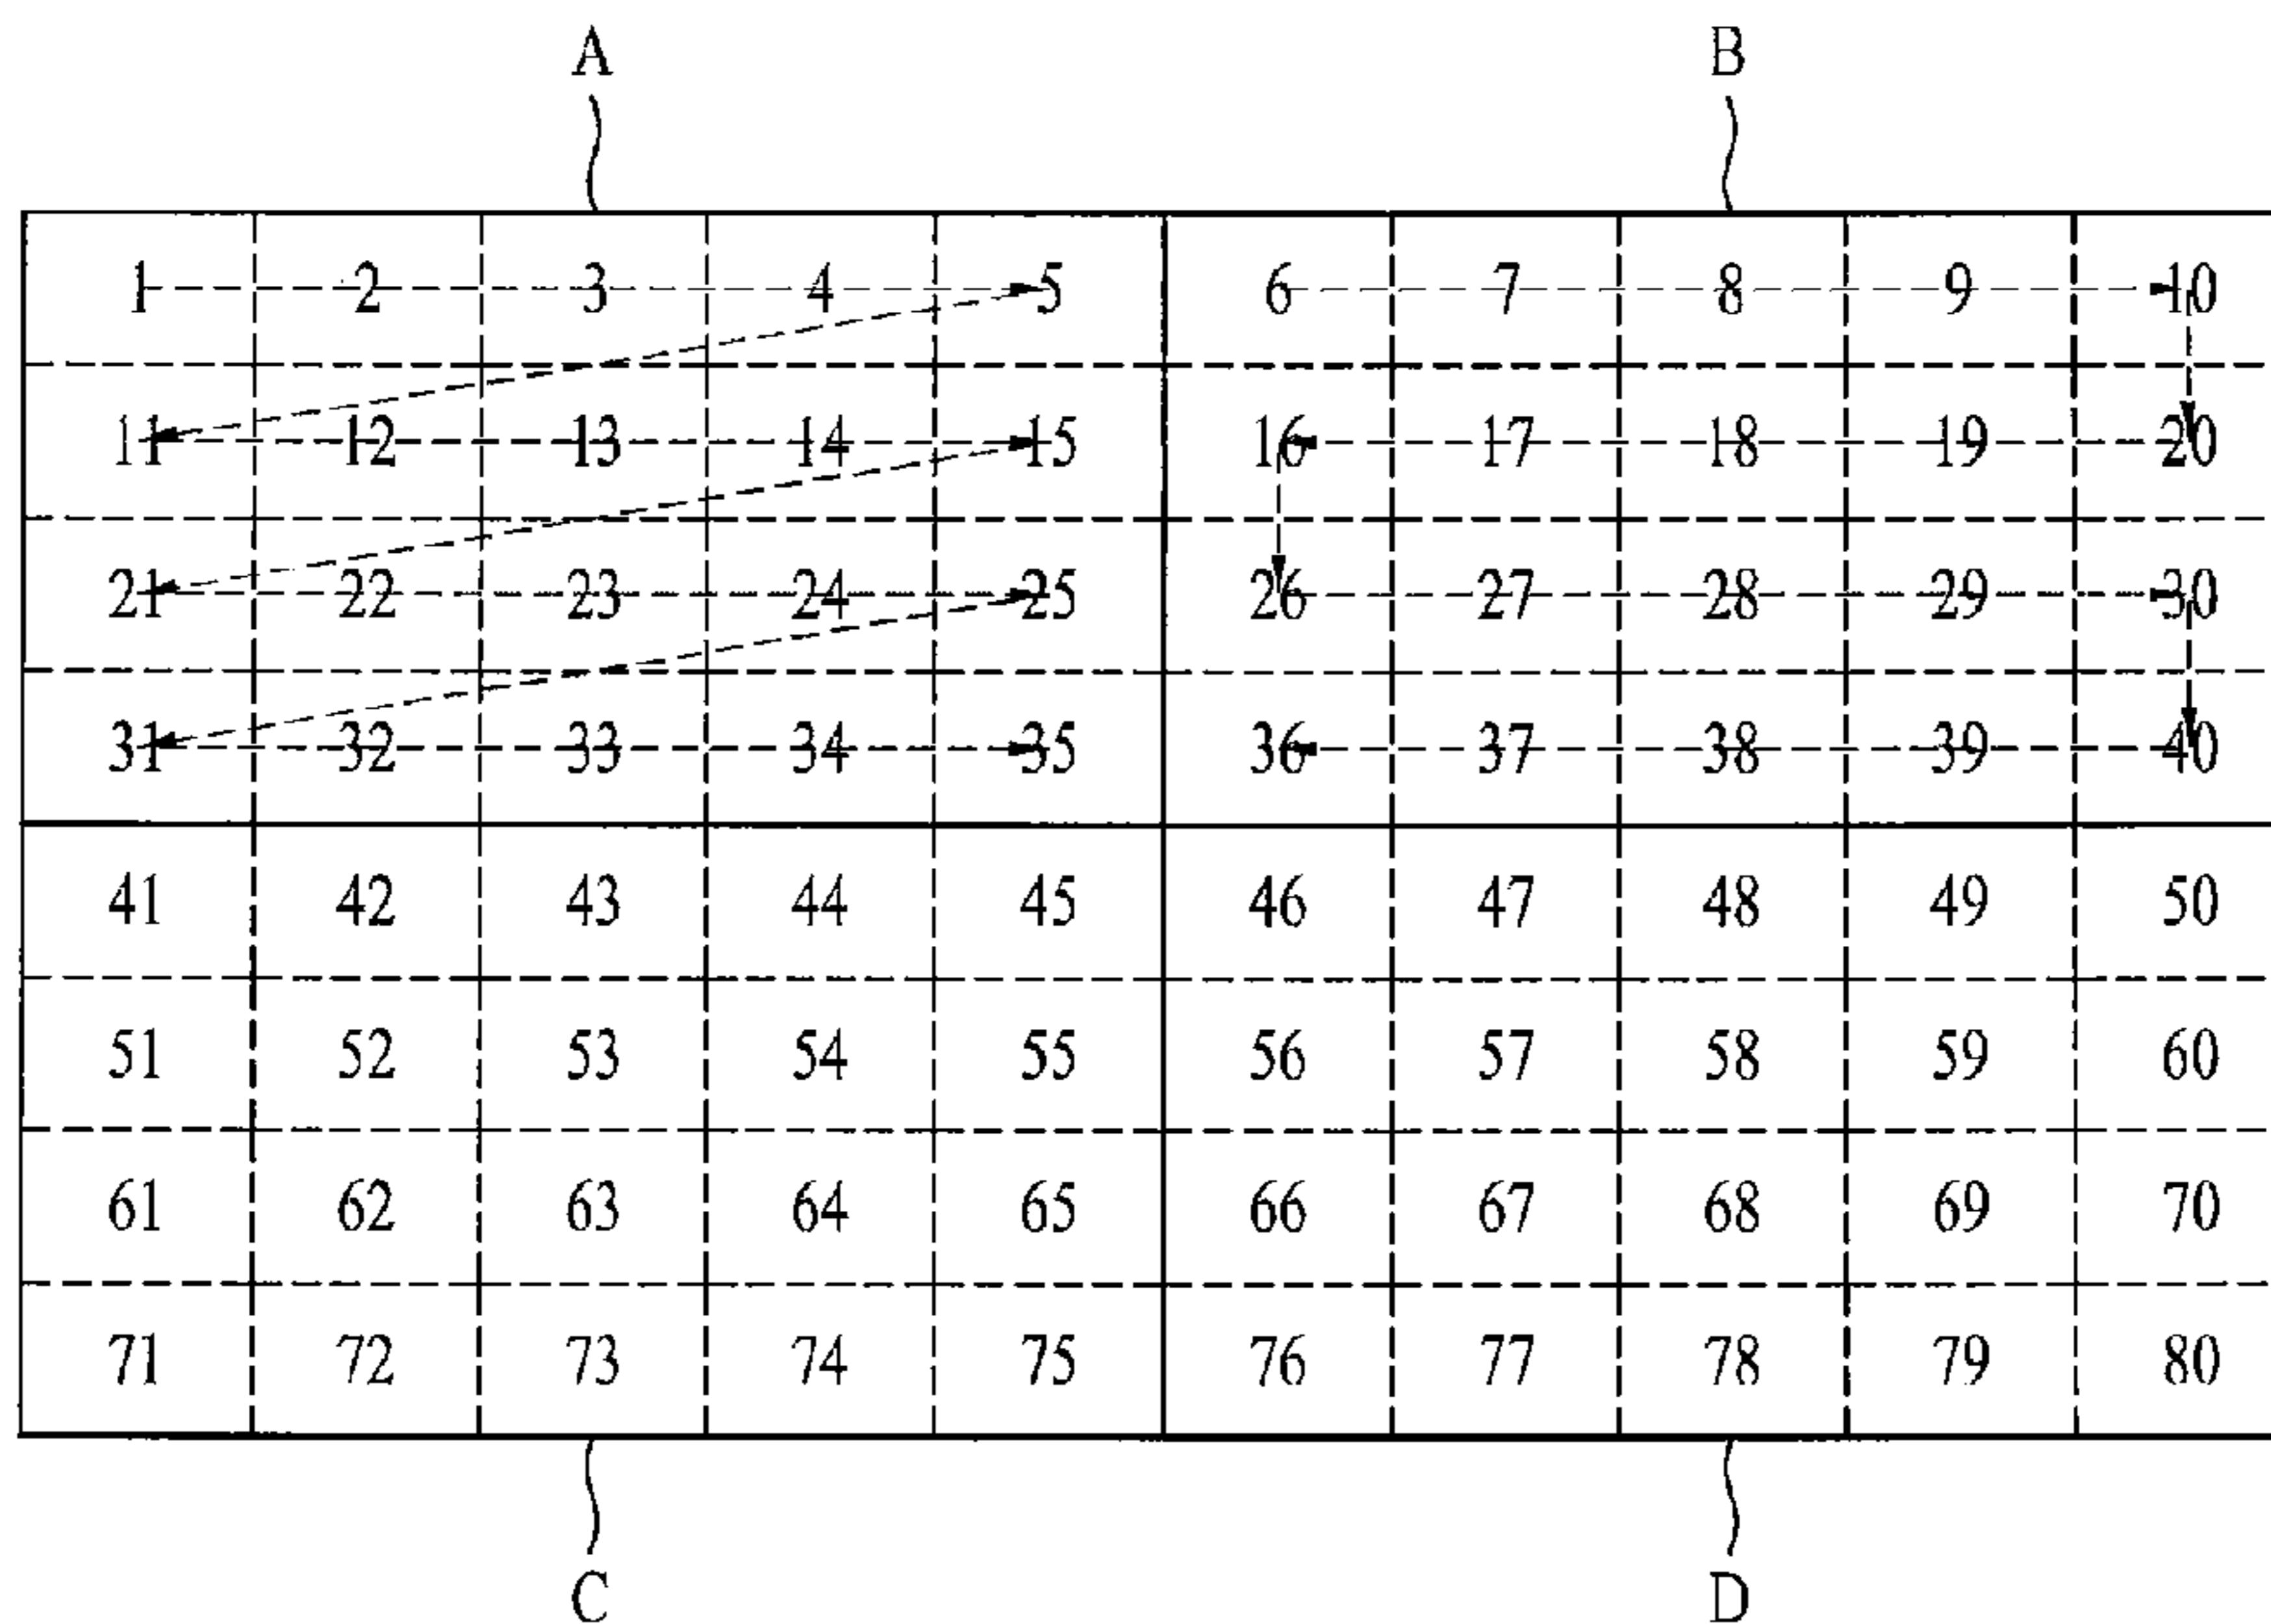 A B
1 2 3 4 5 6 7 8 9 10
11 12 13 14 15 16 17 18 19 20
21 22 23 24 25 26 27 28 29 30
31 32 33 34 35 36 37 38 39 40
41 42 43 44 45 46 47 48 49 50
51 52 53 54 55 56 57 58 59 60
61 62 63 64 65 66 67 68 69 70
71 72 73 74 75 76 77 78 79 80
C D